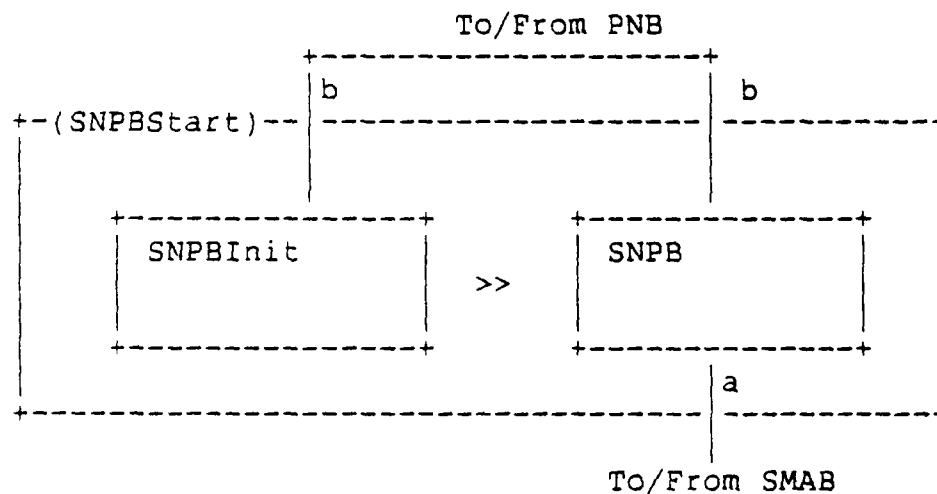 To/From PNB
b
b
(SNPBStart)
SNPBInit
>>
SNPB
a
To/From SMAB